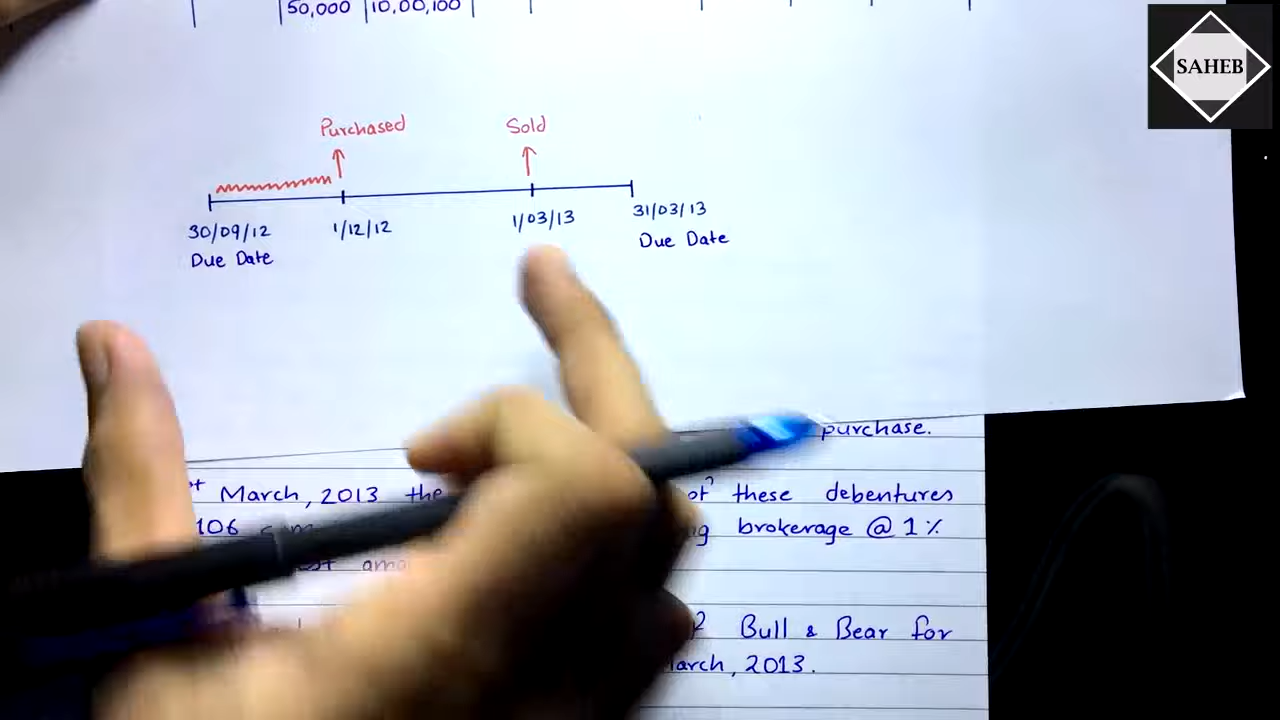 50,000 10,00,100
SAHEB
Purchased Sold
30/09/12 1/12/12 1/03/13 31/03/13
Due Date Due Date
purchase.
March, 2013 the of these debentures
106 brokerage @ 1%
Bull & Bear for
March, 2013.